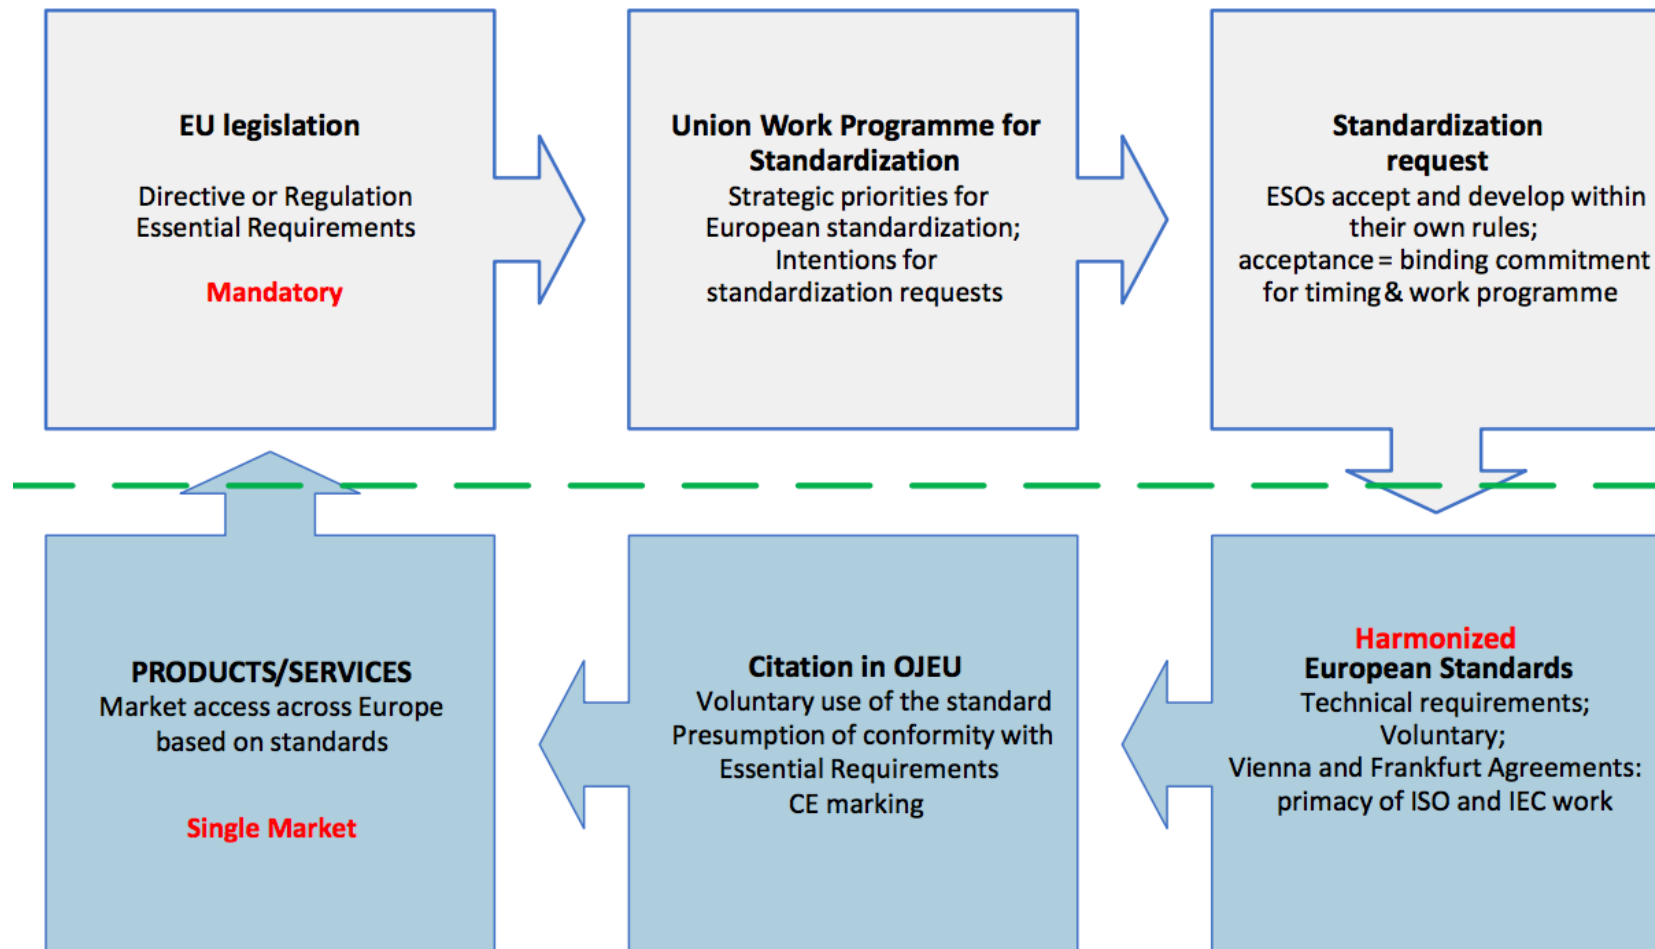 EU legislation
Directive or Regulation
Essential Requirements
Mandatory
Union Work Programme for
Standardization
Strategic priorities for
European standardization;
Intentions for
standardization requests
Standardization
request
ESOs accept and develop within
their own rules;
acceptance = binding commitment
for timing & work programme
Harmonized
European Standards
Technical requirements;
Voluntary;
Vienna and Frankfurt Agreements:
primacy of ISO and IEC work
Citation in OJEU
Voluntary use of the standard
Presumption of conformity with
Essential Requirements
CE marking
PRODUCTS/SERVICES
Market access across Europe
based on standards
Single Market